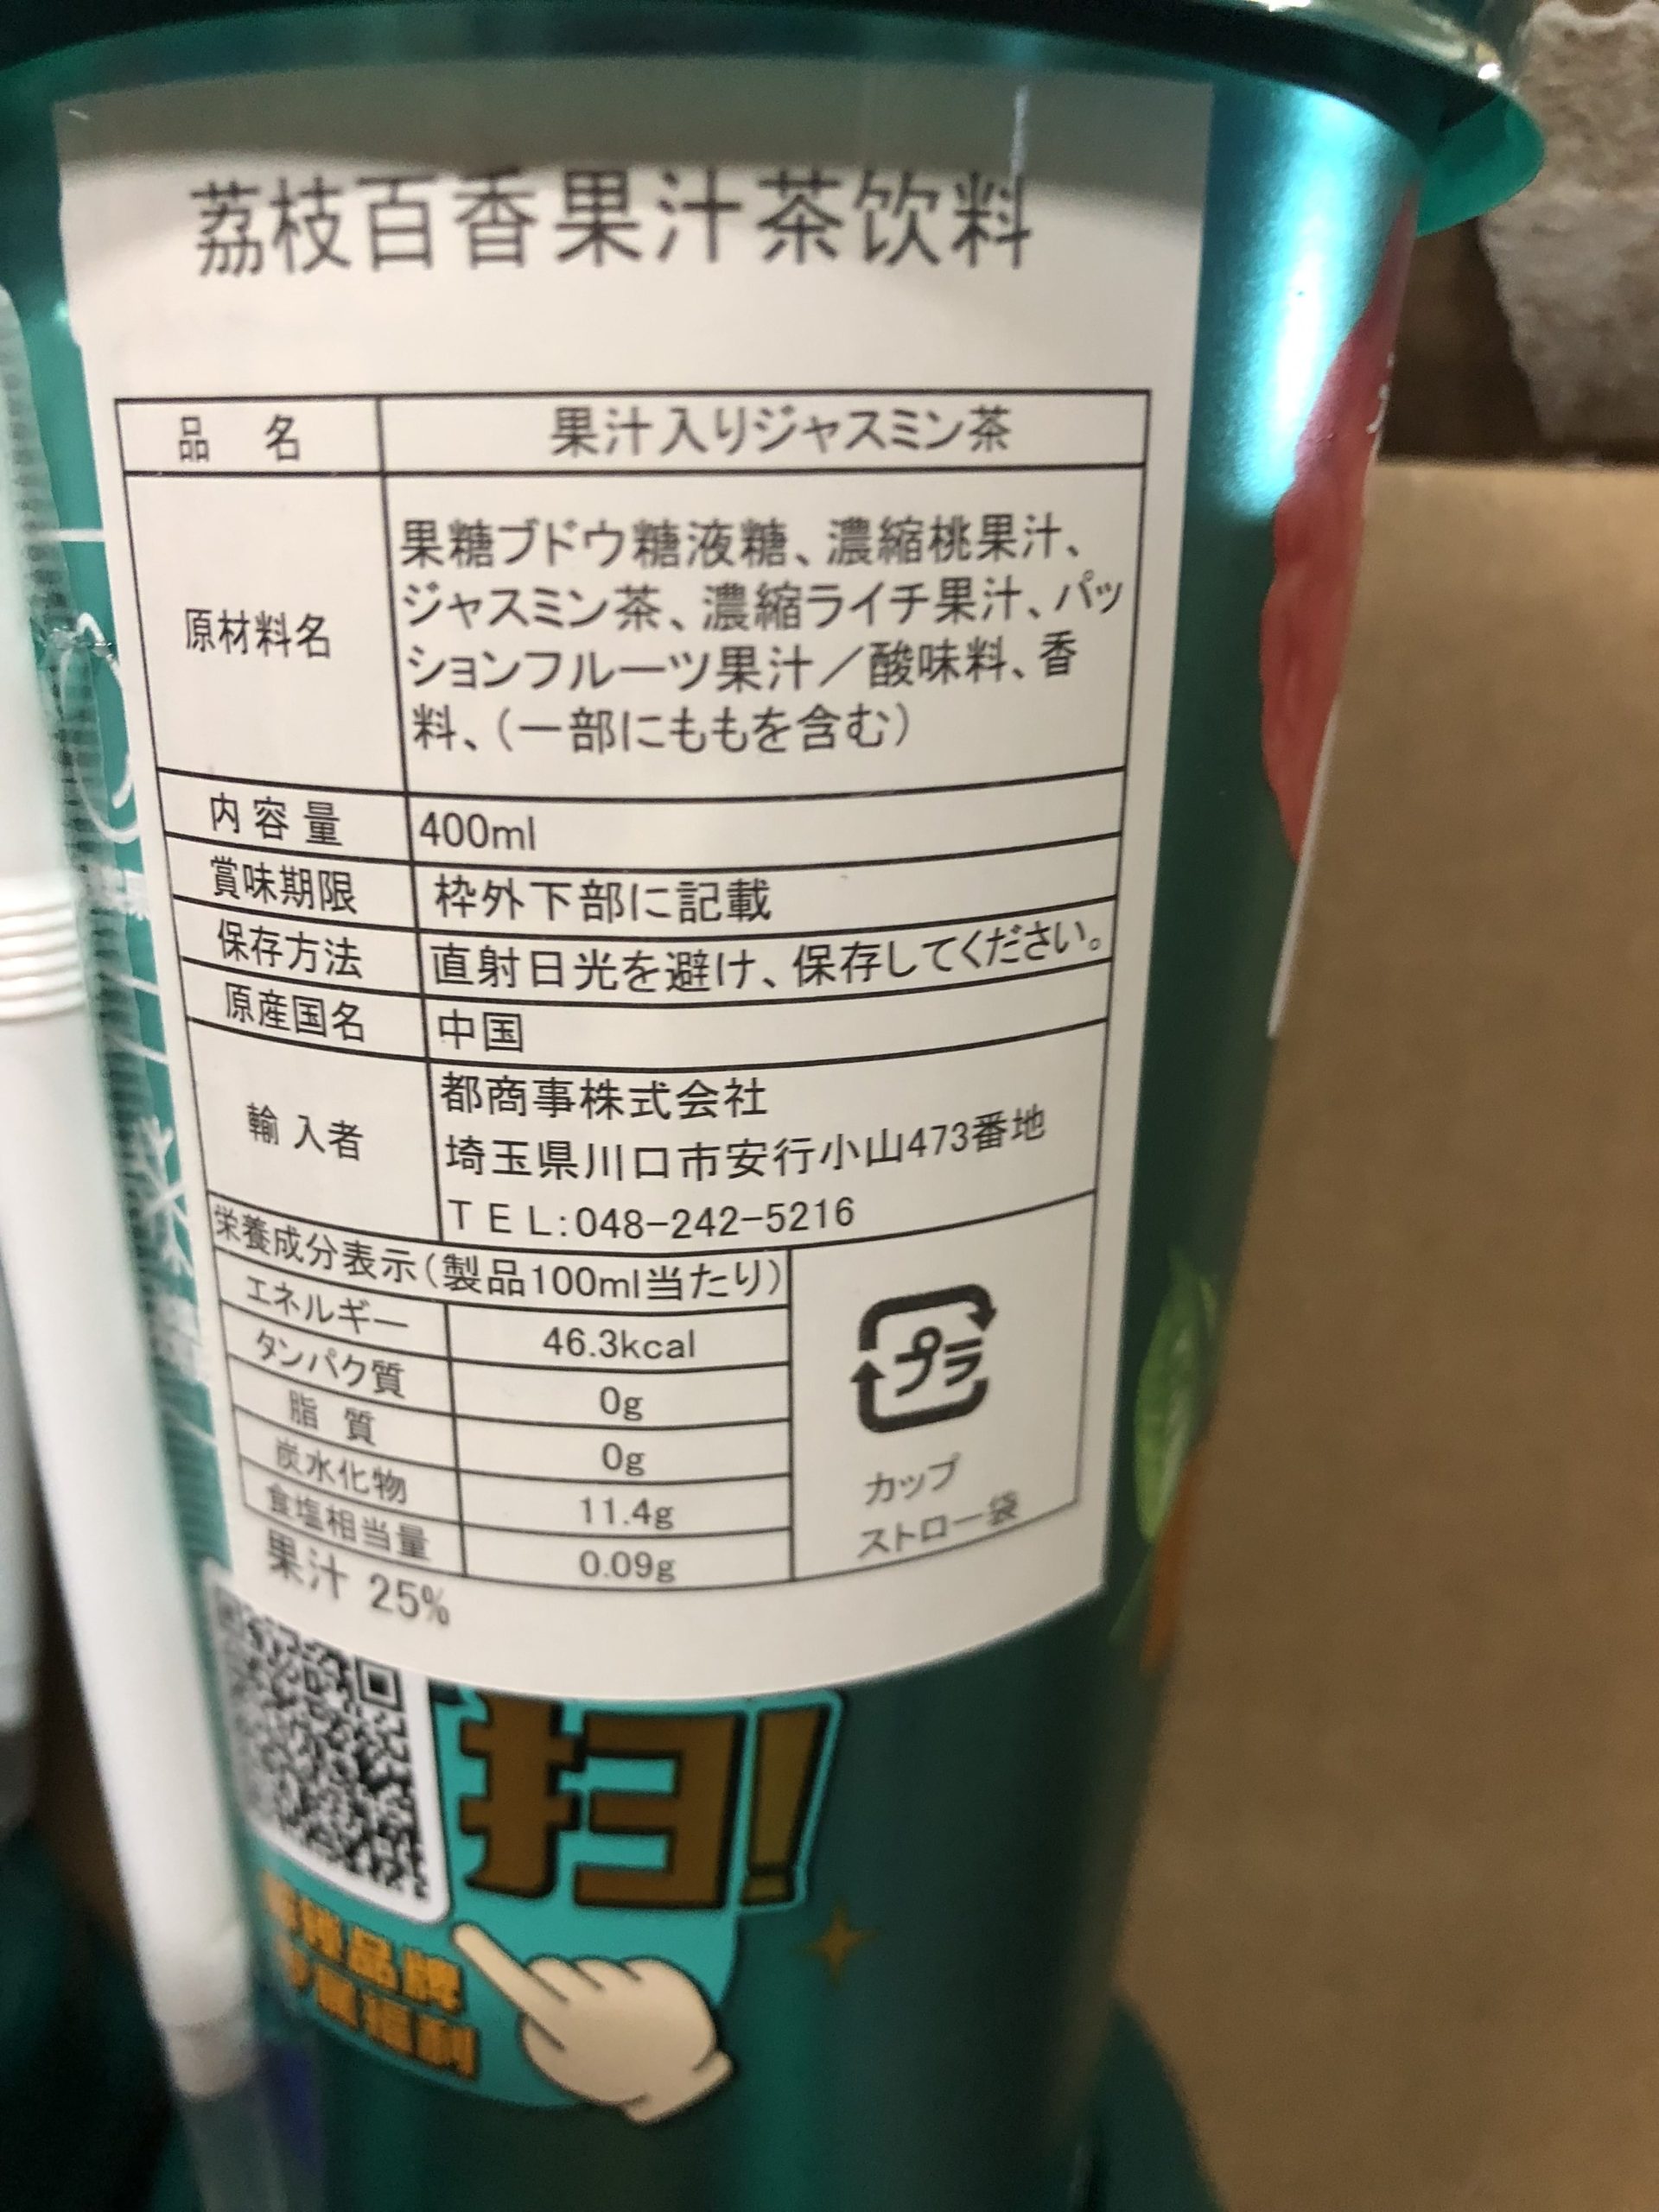 荔枝百香果汁茶饮料
品 名 果汁入りジャスミン茶
原材料名
果糖ブドウ糖液糖、濃縮桃果汁、
ジャスミン茶、濃縮ライチ果汁、パッ
ションフルーツ果汁／酸味料、香
料、（一部にももを含む）
内容量 400ml
賞味期限 枠外下部に記載
保存方法 直射日光を避け、保存してください。
原産国名 中国
輸入者
都商事株式会社
埼玉県川口市安行小山473番地
TEL:048-242-5216
栄養成分表示（製品100ml当たり）
エネルギー 46.3kcal
タンパク質 0g
脂質 0g
炭水化物 11.4g
食塩相当量 0.09g
プラ
カップ
ストロー袋
果汁 25%
扫!
品牌
福利